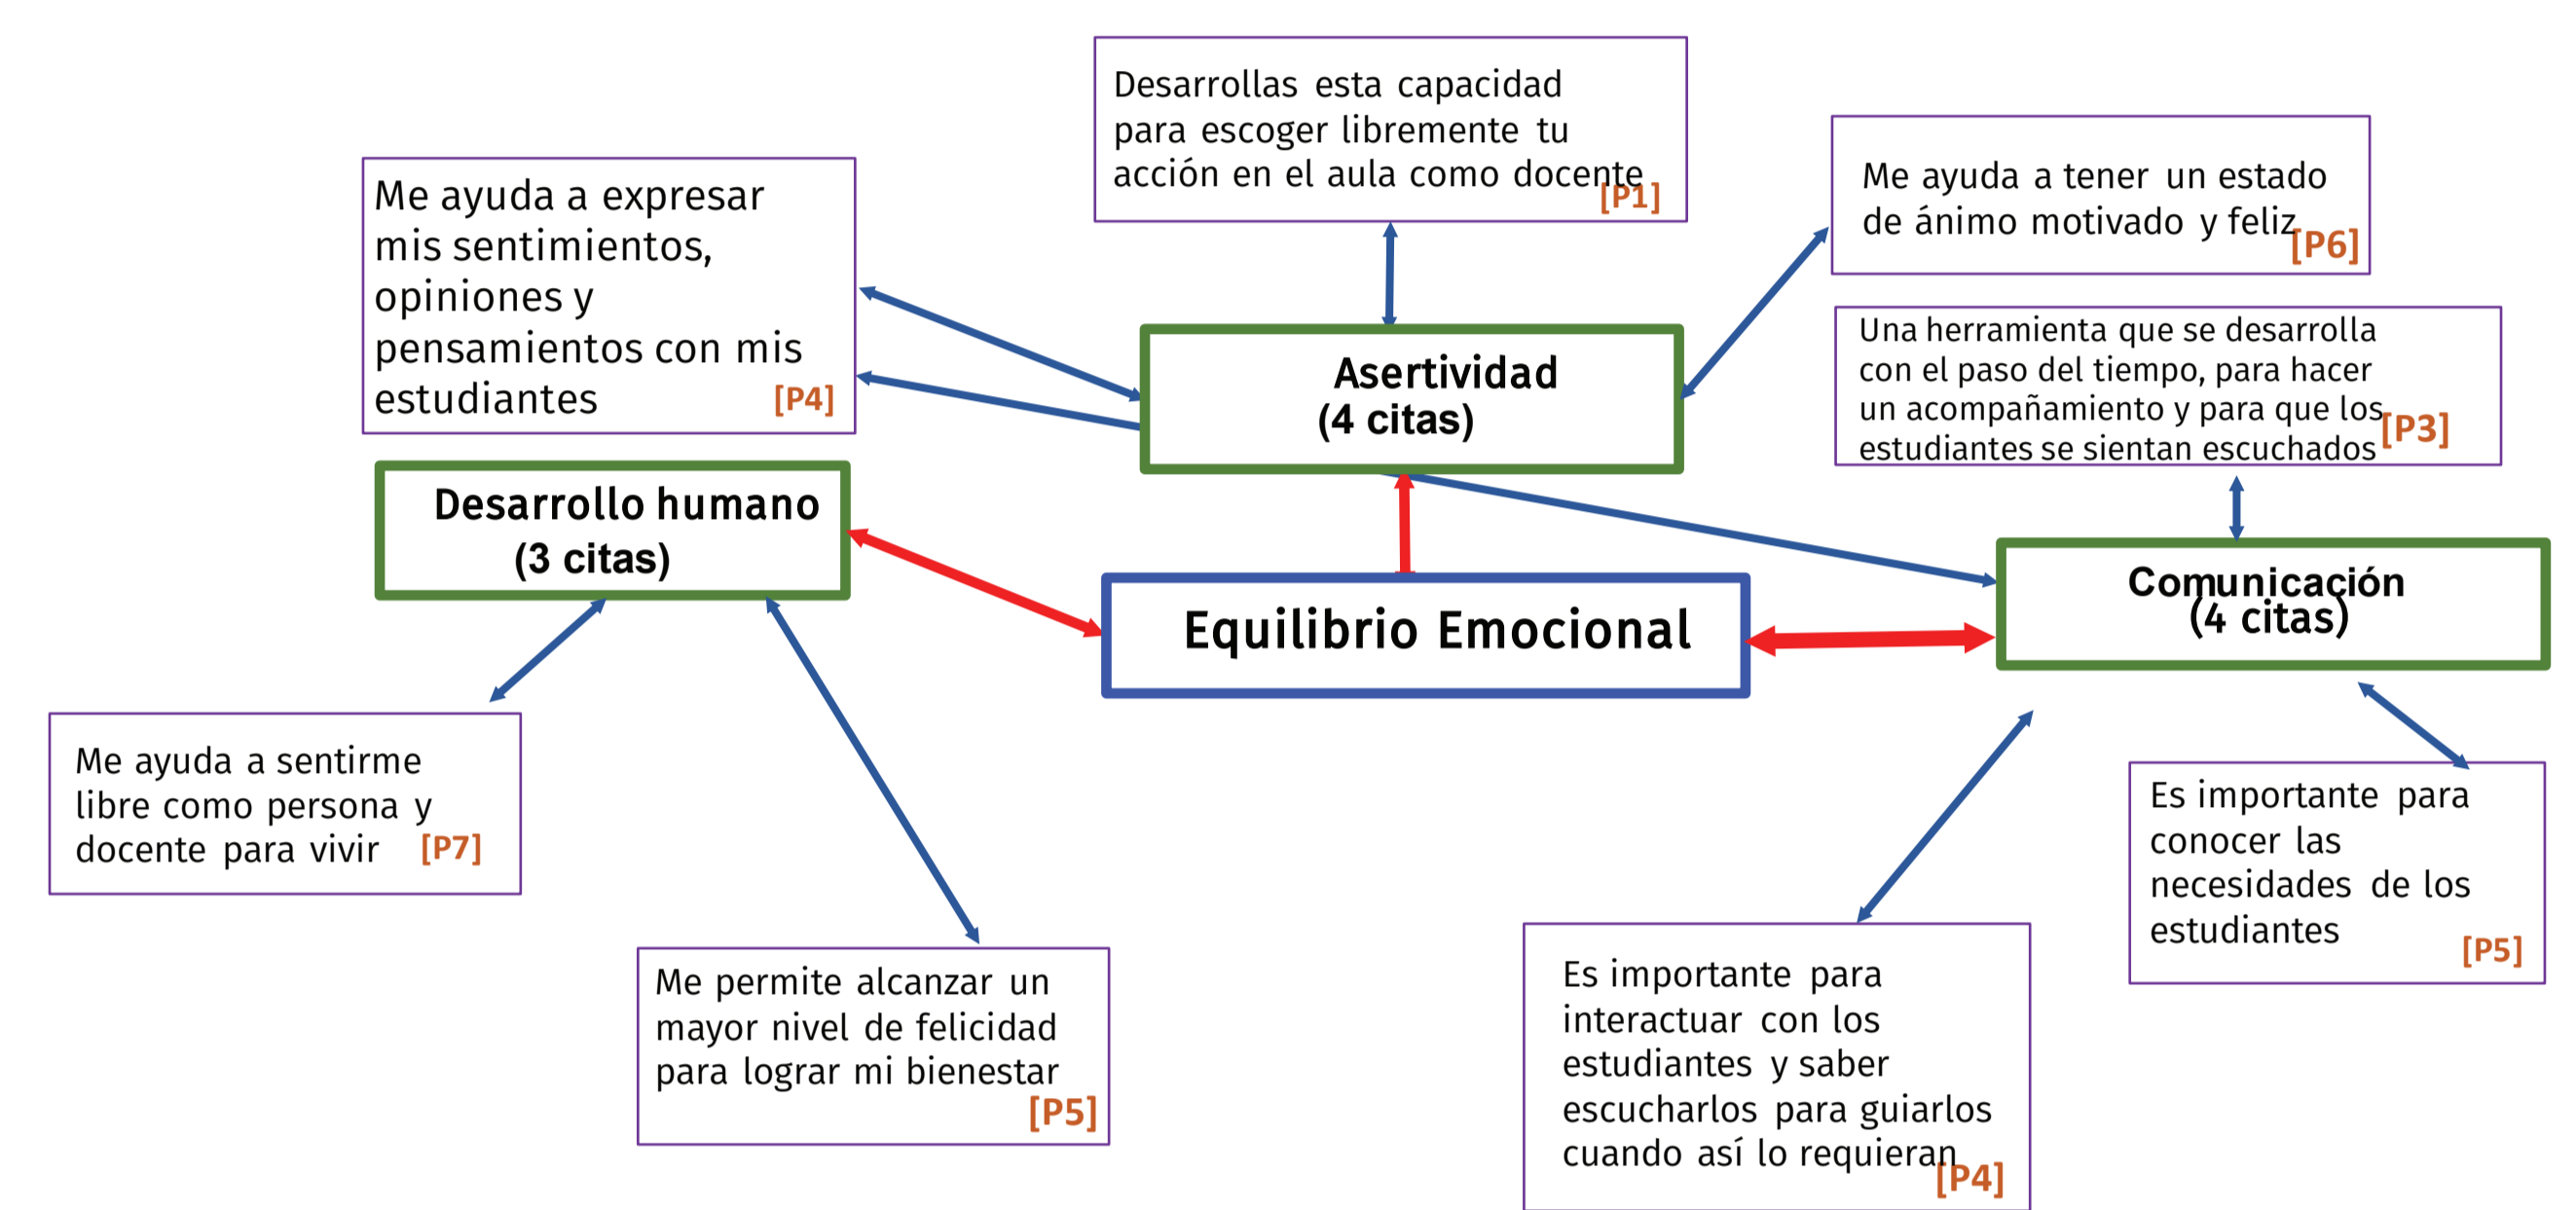 Desarrollas esta capacidad
para escoger libremente tu
acción en el aula como docente
[P1]
Me ayuda a tener un estado
de ánimo motivado y feliz
[P6]
Me ayuda a expresar
mis sentimientos,
opiniones y
pensamientos con mis
estudiantes [P4]
Una herramienta que se desarrolla
con el paso del tiempo, para hacer
un acompañamiento y para que los
estudiantes se sientan escuchados
[P3]
Asertividad
(4 citas)
Desarrollo humano
(3 citas)
Equilibrio Emocional
Comunicación
(4 citas)
Me ayuda a sentirme
libre como persona y
docente para vivir [P7]
Me permite alcanzar un
mayor nivel de felicidad
para lograr mi bienestar
[P5]
Es importante para
interactuar con los
estudiantes y saber
escucharlos para guiarlos
cuando así lo requieran
[P4]
Es importante para
conocer las
necesidades de los
estudiantes
[P5]